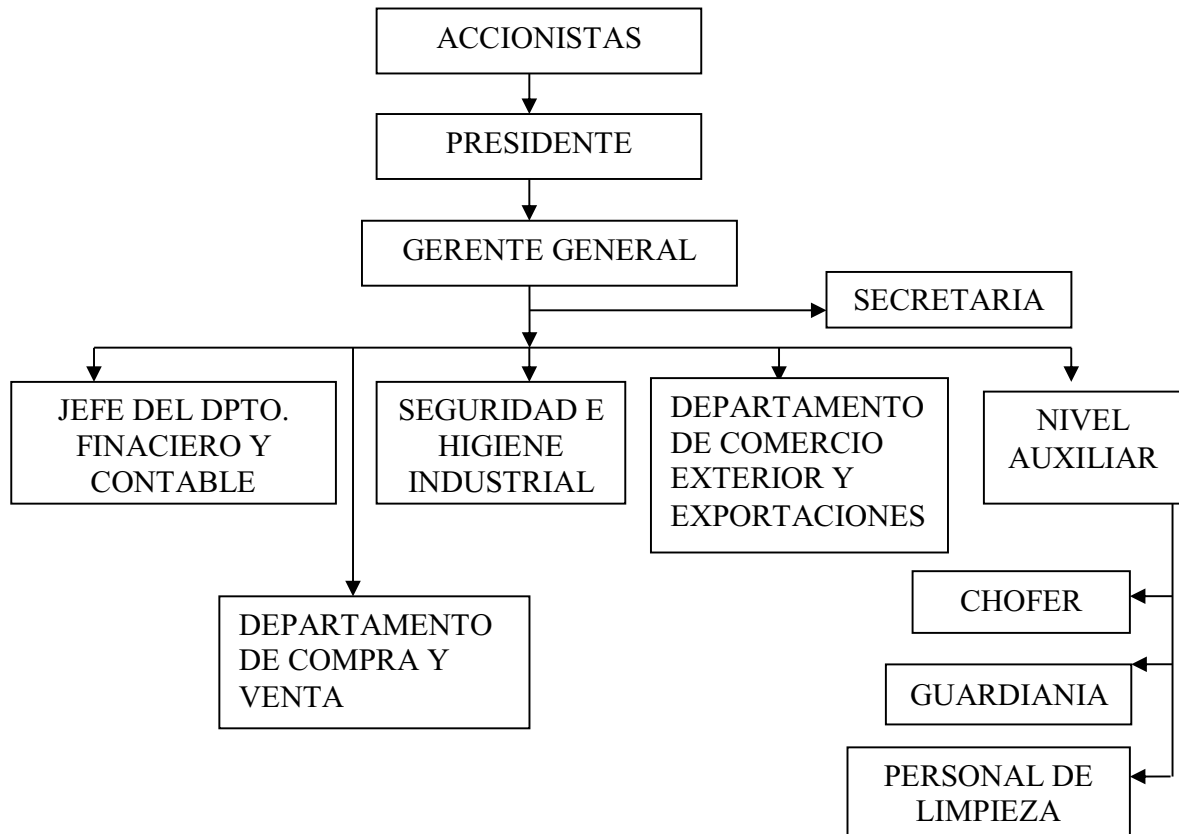 ACCIONISTAS
PRESIDENTE
GERENTE GENERAL
SECRETARIA
JEFE DEL DPTO.
FINACIERO Y
CONTABLE
SEGURIDAD E
HIGIENE
INDUSTRIAL
DEPARTAMENTO
DE COMERCIO
EXTERIOR Y
EXPORTACIONES
NIVEL
AUXILIAR
DEPARTAMENTO
DE COMPRA Y
VENTA
CHOFER
GUARDIANIA
PERSONAL DE
LIMPIEZA